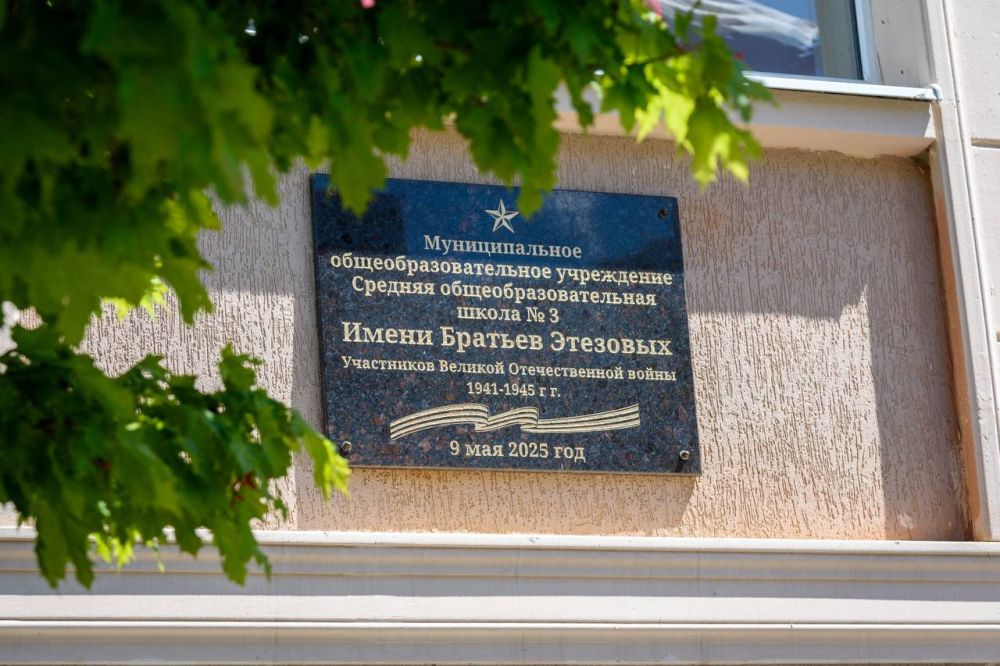 Муниципальное
общеобразовательное учреждение
Средняя общеобразовательная
школа № 3
Имени Братьев Этезовых
Участников Великой Отечественной войны
1941-1945 г г.
9 мая 2025 год